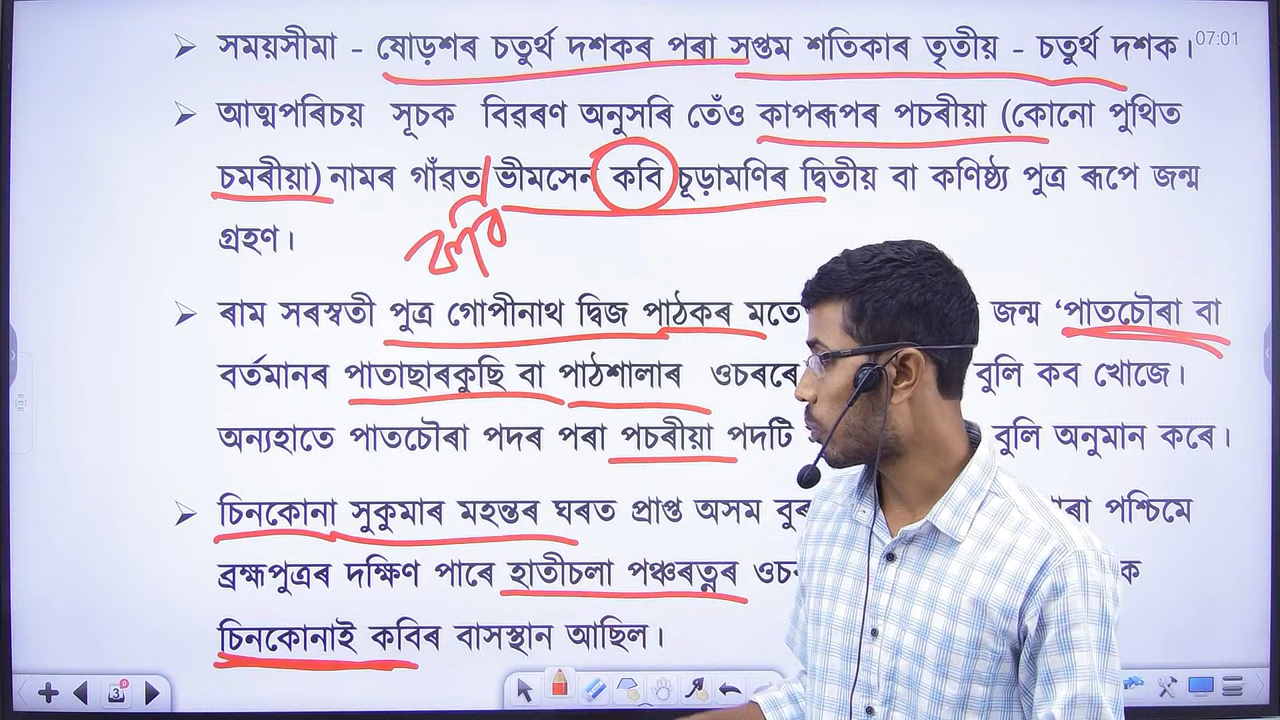 ➢ সময়সীমা - ষোড়শৰ চতুৰ্থ দশকৰ পৰা সপ্তম শতিকাৰ তৃতীয় - চতুৰ্থ দশক।
07:01
➢ আত্মপৰিচয় সূচক বিৱৰণ অনুসৰি তেঁও কাপৰূপৰ পচৰীয়া (কোনো পুথিত
চমৰীয়া) নামৰ গাঁৱত ভীমসেন কবি চূড়ামণিৰ দ্বিতীয় বা কণিষ্ঠ্য পুত্ৰ ৰূপে জন্ম
কবি
গ্ৰহণ।
➢ ৰাম সৰস্বতী পুত্ৰ গোপীনাথ দ্বিজ পাঠকৰ মতে জন্ম ‘পাতচৌৰা বা
বৰ্তমানৰ পাতাছাৰকুছি বা পাঠশালাৰ ওচৰৰে বুলি কব খোজে।
অন্যহাতে পাতচৌৰা পদৰ পৰা পচৰীয়া পদটি বুলি অনুমান কৰে।
➢ চিনকোনা সুকুমাৰ মহন্তৰ ঘৰত প্ৰাপ্ত অসম পশ্চিমে
ব্ৰহ্মপুত্ৰৰ দক্ষিণ পাৰে হাতীচলা পঞ্চৰত্নৰ
চিনকোনাই কবিৰ বাসস্থান আছিল।
3